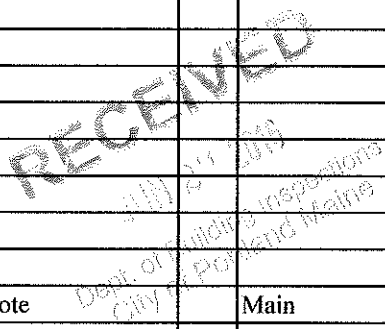 RECEIVED
Dept. of Building Inspections
City of Portland Maine
ote
Main